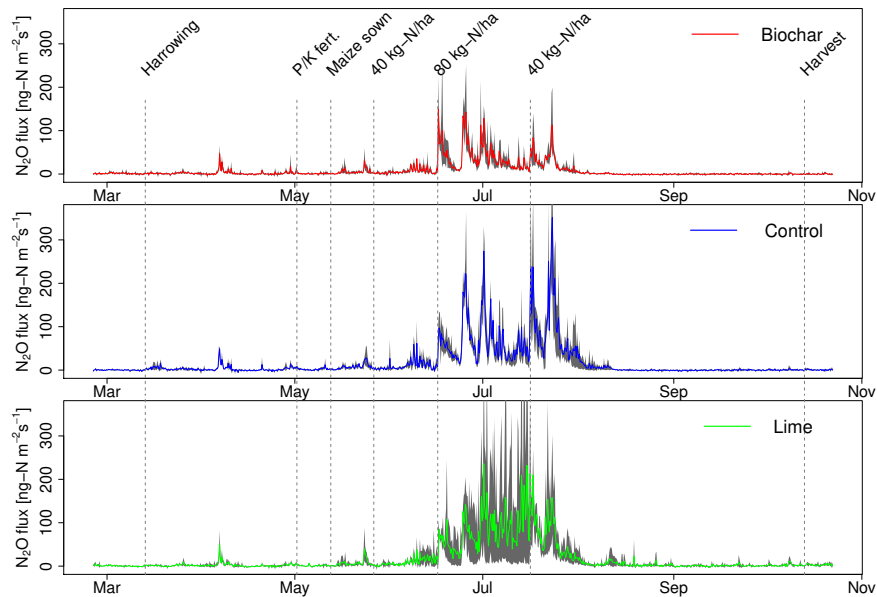 Harrowing
P/K fert.
Maize sown
40 kg−N/ha
80 kg−N/ha
40 kg−N/ha
Harvest
Biochar
N₂O flux [ng−N m⁻²s⁻¹]
0 100 200 300
Mar May Jul Sep Nov
Control
N₂O flux [ng−N m⁻²s⁻¹]
0 100 200 300
Mar May Jul Sep Nov
Lime
N₂O flux [ng−N m⁻²s⁻¹]
0 100 200 300
Mar May Jul Sep Nov